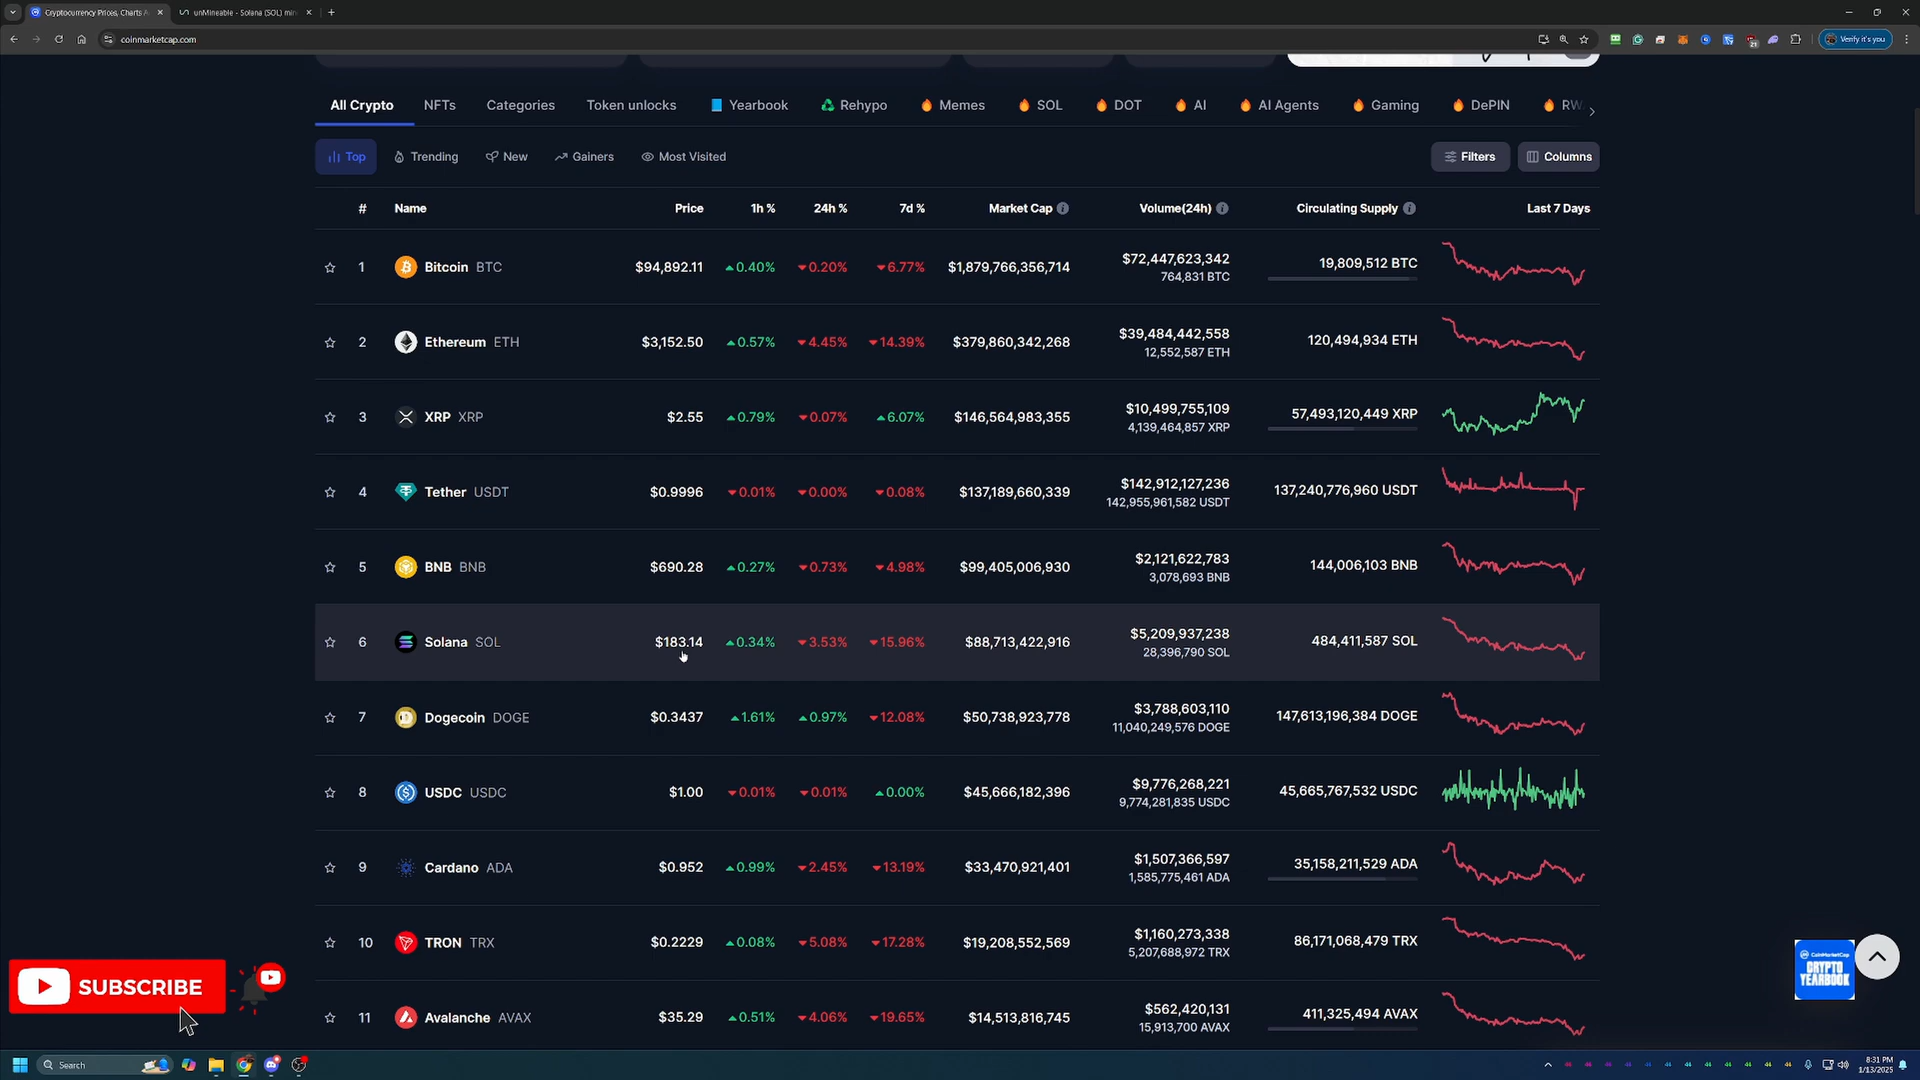 Cryptocurrency Prices, Charts A
unMineable - Solana (SOL) min
coinmarketcap.com
21
Verify it's you
All Crypto
NFTs
Categories
Token unlocks
Yearbook
Rehypo
Memes
SOL
DOT
AI
AI Agents
Gaming
DePIN
RW
Top
Trending
New
Gainers
Most Visited
Filters
Columns
# Name Price 1h % 24h % 7d % Market Cap Volume(24h) Circulating Supply Last 7 Days
1 Bitcoin BTC $94,892.11 0.40% 0.20% 6.77% $1,879,766,356,714 $72,447,623,342 19,809,512 BTC
764,831 BTC
2 Ethereum ETH $3,152.50 0.57% 4.45% 14.39% $379,860,342,268 $39,484,442,558 120,494,934 ETH
12,552,587 ETH
3 XRP XRP $2.55 0.79% 0.07% 6.07% $146,564,983,355 $10,499,755,109 57,493,120,449 XRP
4,139,464,857 XRP
4 Tether USDT $0.9996 0.01% 0.00% 0.08% $137,189,660,339 $142,912,127,236 137,240,776,960 USDT
142,955,961,582 USDT
5 BNB BNB $690.28 0.27% 0.73% 4.98% $99,405,006,930 $2,121,622,783 144,006,103 BNB
3,078,693 BNB
6 Solana SOL $183.14 0.34% 3.53% 15.96% $88,713,422,916 $5,209,937,238 484,411,587 SOL
28,396,790 SOL
7 Dogecoin DOGE $0.3437 1.61% 0.97% 12.08% $50,738,923,778 $3,788,603,110 147,613,196,384 DOGE
11,040,249,576 DOGE
8 USDC USDC $1.00 0.01% 0.01% 0.00% $45,666,182,396 $9,776,268,221 45,665,767,532 USDC
9,774,281,835 USDC
9 Cardano ADA $0.952 0.99% 2.45% 13.19% $33,470,921,401 $1,507,366,597 35,158,211,529 ADA
1,585,775,461 ADA
10 TRON TRX $0.2229 0.08% 5.08% 17.28% $19,208,552,569 $1,160,273,338 86,171,068,479 TRX
5,207,688,972 TRX
11 Avalanche AVAX $35.29 0.51% 4.06% 19.65% $14,513,816,745 $562,420,131 411,325,494 AVAX
15,913,700 AVAX
SUBSCRIBE
CoinMarketCap
CRYPTO
YEARBOOK
Search
8:31 PM
1/13/2025